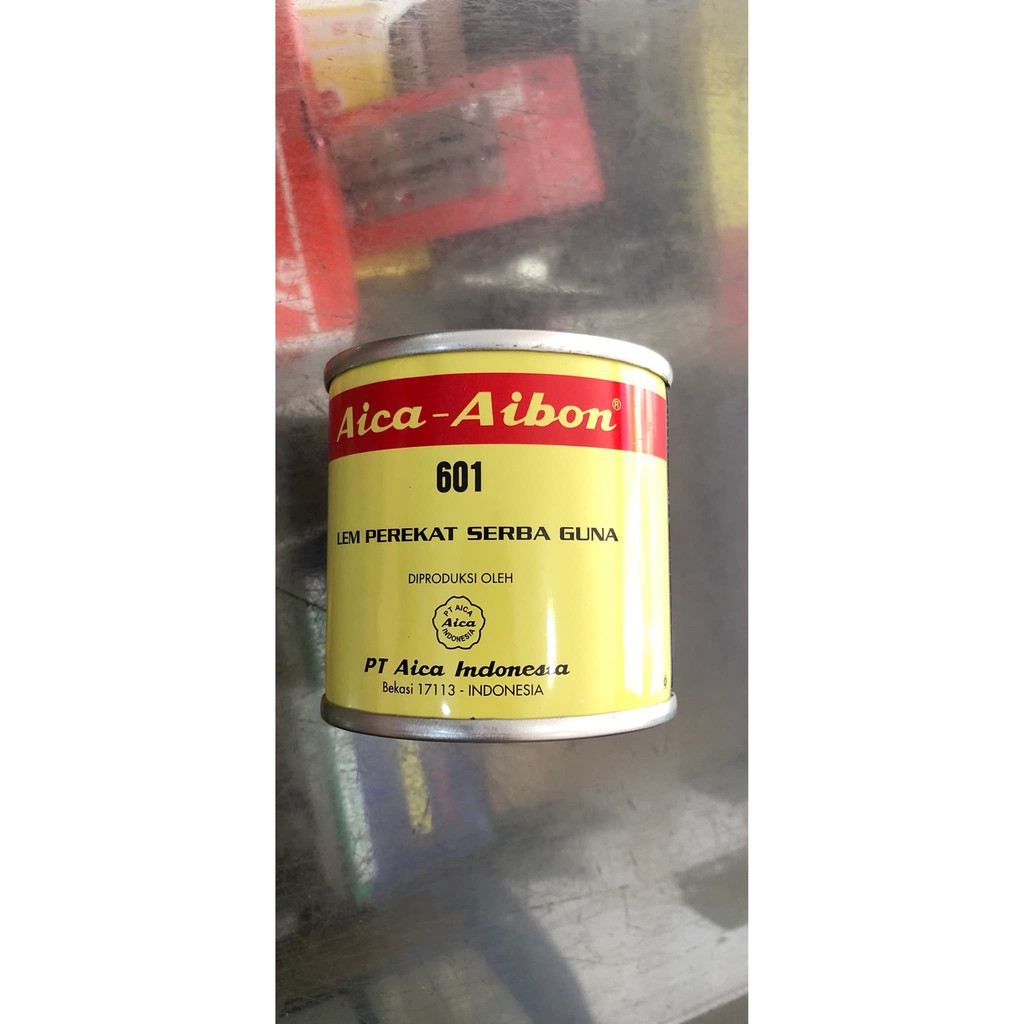 Aica-Aibon®
601
LEM PEREKAT SERBA GUNA
DIPRODUKSI OLEH
PT AICA
Aica
INDONESIA
PT Aica Indonesia
Bekasi 17113 - INDONESIA